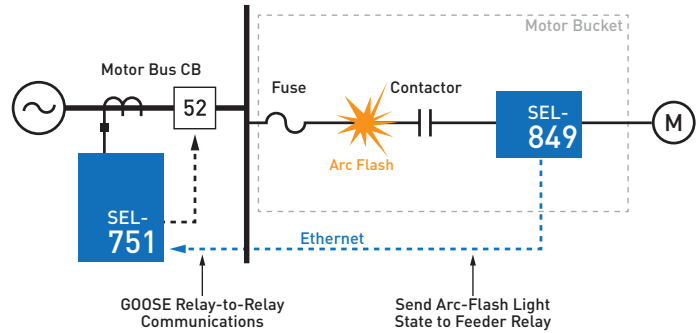 Motor Bucket
Motor Bus CB
Fuse
Contactor
52
SEL-
849
M
Arc Flash
SEL-
751
Ethernet
GOOSE Relay-to-Relay
Communications
Send Arc-Flash Light
State to Feeder Relay